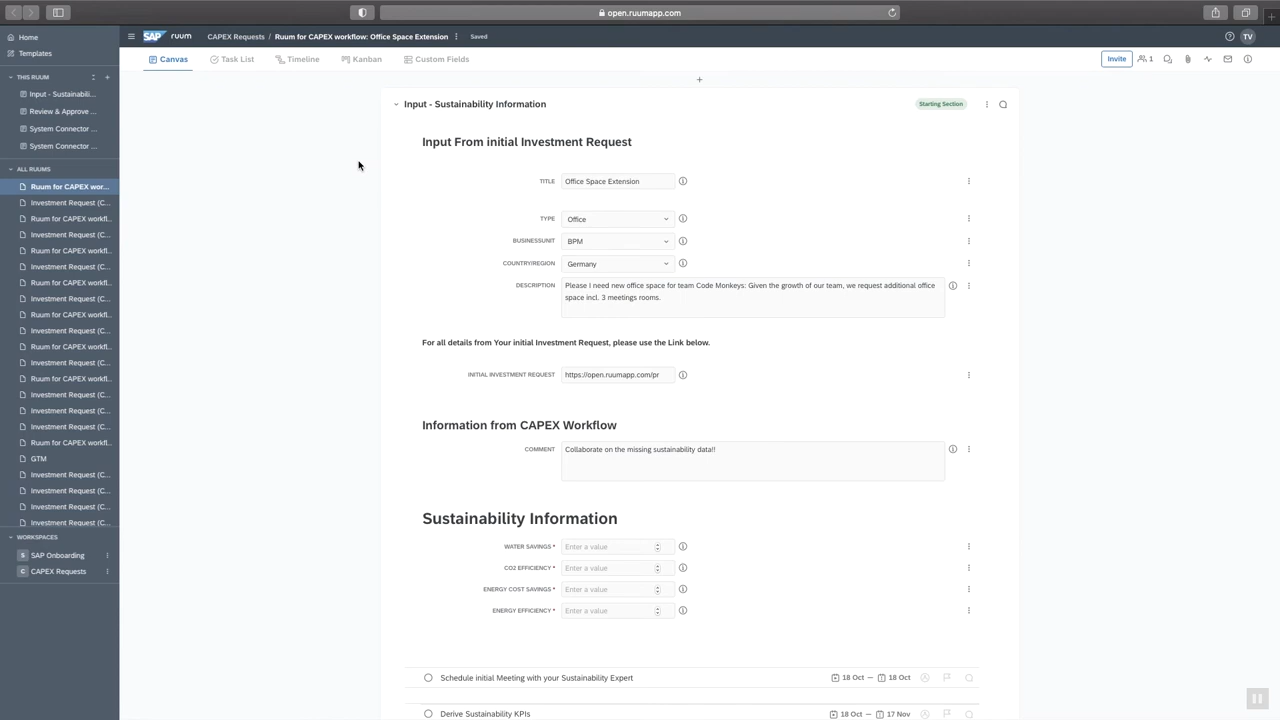 open.ruumapp.com
Home
Templates
THIS RUUM
Input - Sustainabili...
Review & Approve ...
System Connector ...
System Connector ...
ALL RUUMS
Ruum for CAPEX wor...
Investment Request (C...
Ruum for CAPEX workfl...
Investment Request (C...
Ruum for CAPEX workfl...
Investment Request (C...
Ruum for CAPEX workfl...
Investment Request (C...
Ruum for CAPEX workfl...
Investment Request (C...
Ruum for CAPEX workfl...
Investment Request (C...
Ruum for CAPEX workfl...
Investment Request (C...
Investment Request (C...
Investment Request (C...
Ruum for CAPEX workfl...
GTM
Investment Request (C...
Investment Request (C...
Investment Request (C...
Investment Request (C...
WORKSPACES
S SAP Onboarding
C CAPEX Requests
SAP ruum CAPEX Requests / Ruum for CAPEX workflow: Office Space Extension Saved TV
Canvas Task List Timeline Kanban Custom Fields Invite 1
Input - Sustainability Information Starting Section
Input From initial Investment Request
TITLE Office Space Extension
TYPE Office
BUSINESSUNIT BPM
COUNTRY/REGION Germany
DESCRIPTION Please I need new office space for team Code Monkeys: Given the growth of our team, we request additional office
space incl. 3 meetings rooms.
For all details from Your initial Investment Request, please use the Link below.
INITIAL INVESTMENT REQUEST https://open.ruumapp.com/pr
Information from CAPEX Workflow
COMMENT Collaborate on the missing sustainability data!!
Sustainability Information
WATER SAVINGS * Enter a value
CO2 EFFICIENCY * Enter a value
ENERGY COST SAVINGS * Enter a value
ENERGY EFFICIENCY * Enter a value
Schedule initial Meeting with your Sustainability Expert 18 Oct — 18 Oct
Derive Sustainability KPIs 18 Oct — 17 Nov